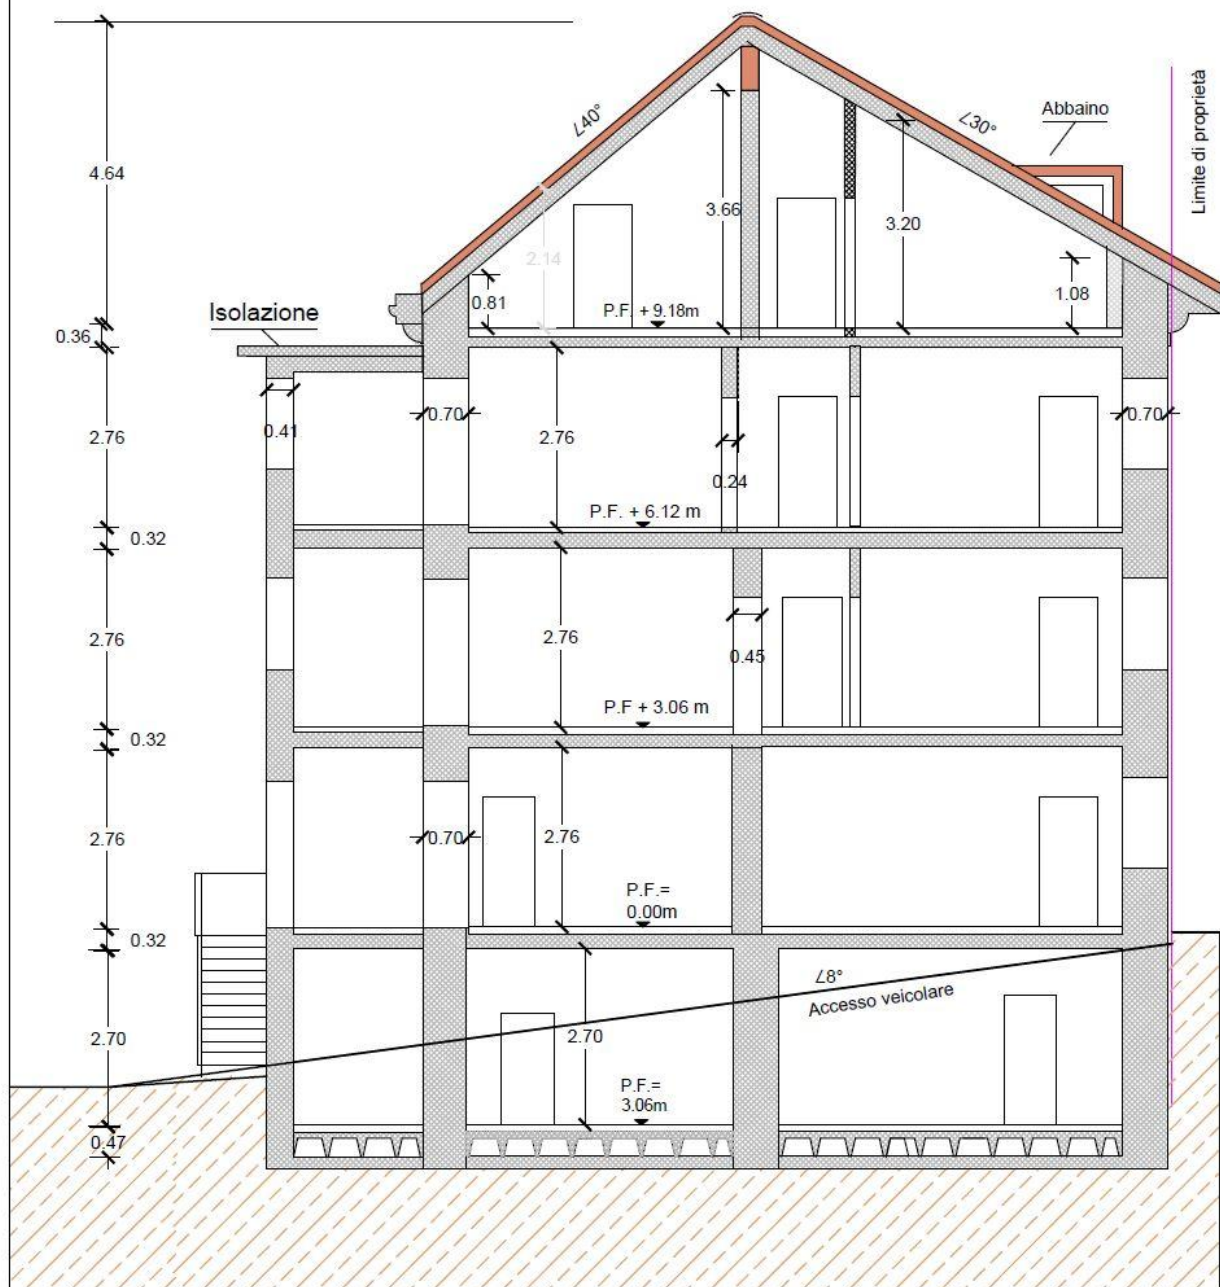 4.64
∠40°
∠30°
Abbaino
Limite di proprietà
3.66
3.20
2.14
0.81
P.F. + 9.18m
1.08
Isolazione
0.36
0.70
0.70
0.41
2.76
2.76
0.24
P.F. + 6.12 m
0.32
2.76
2.76
0.45
P.F + 3.06 m
0.32
2.76
0.70
2.76
P.F.=
0.00m
0.32
∠8°
Accesso veicolare
2.70
2.70
P.F.=
3.06m
0.47